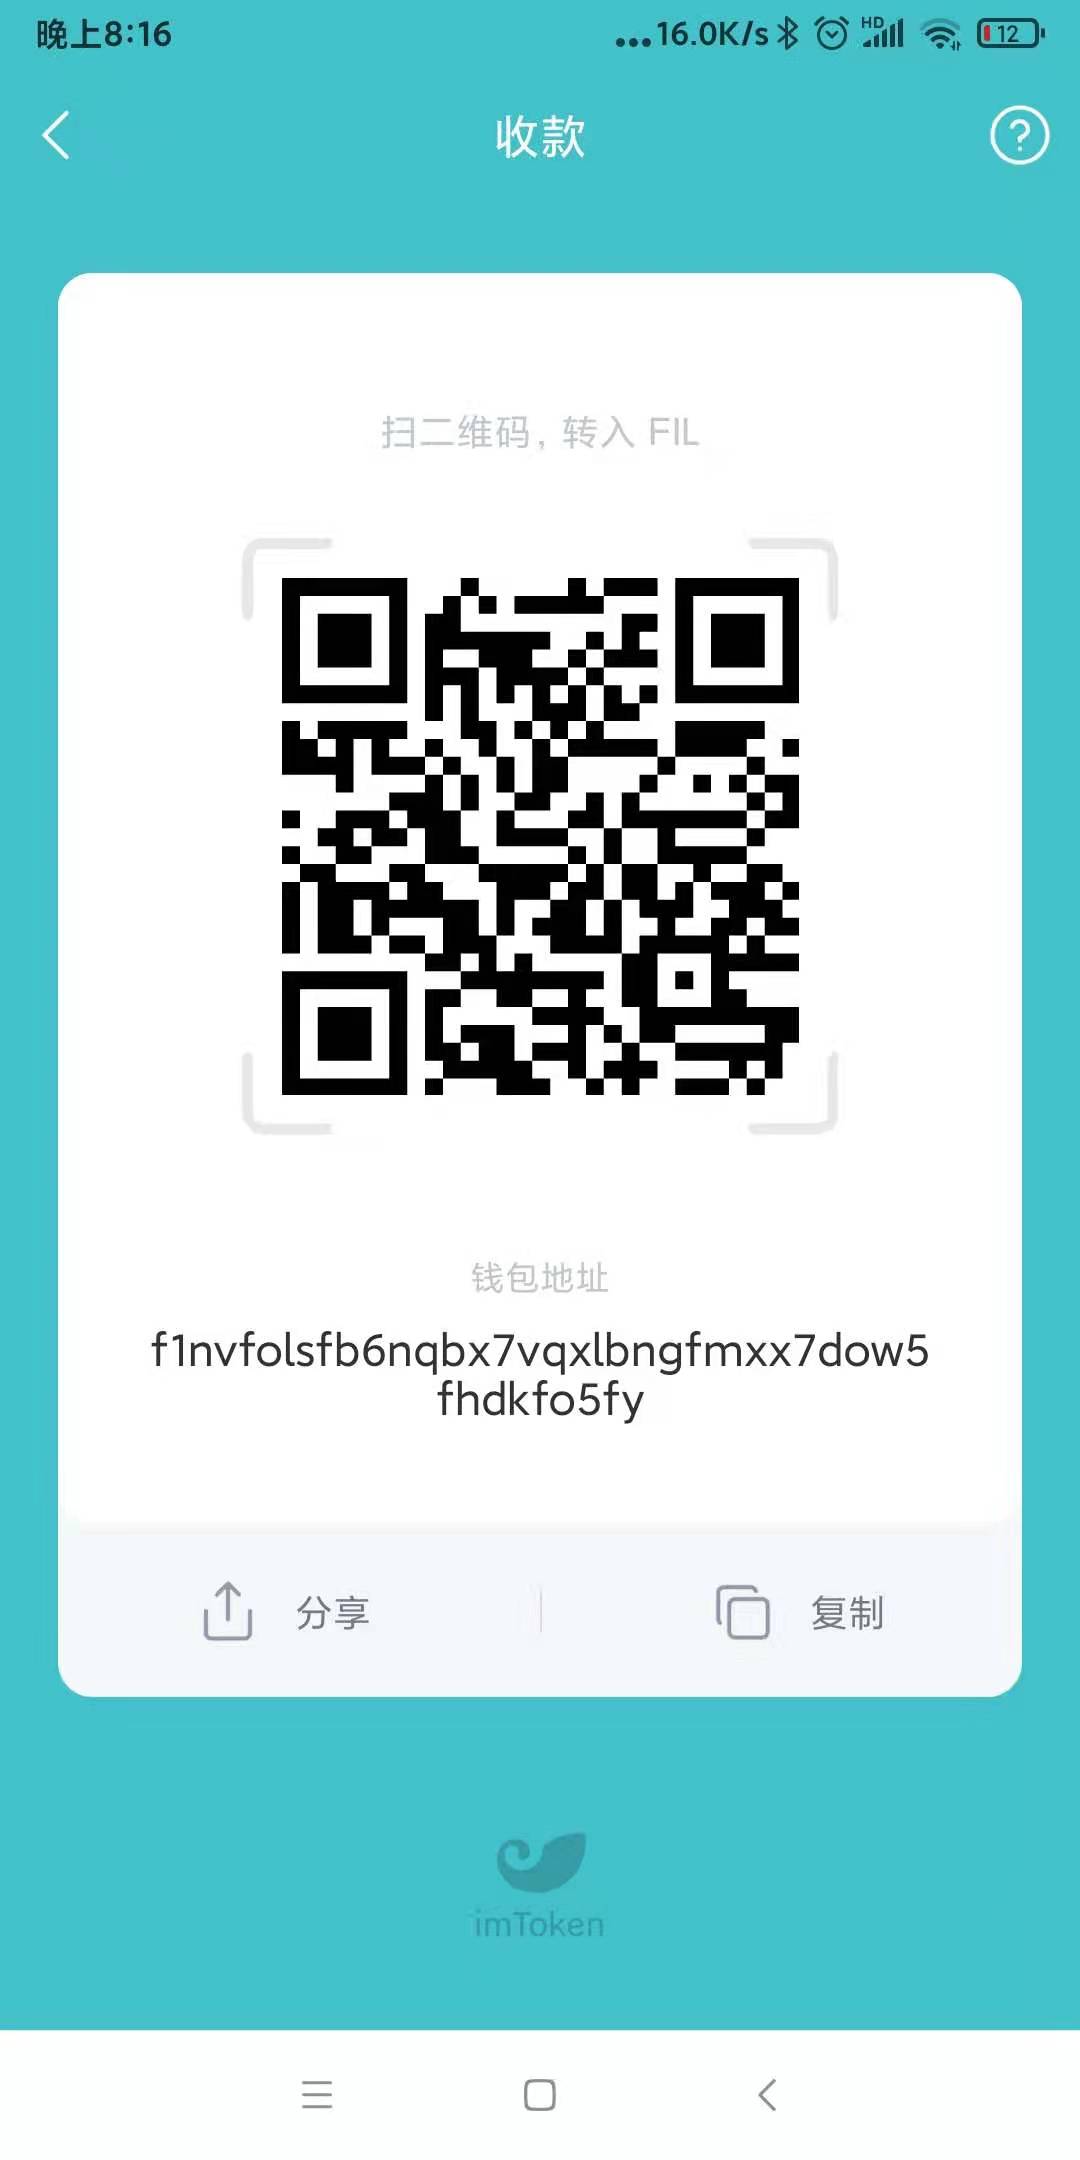 晚上8:16
...16.0K/s
HD
12
收款
扫二维码，转入 FIL
钱包地址
f1nvfolsfb6nqbx7vqxlbngfmxx7dow5
fhdkfo5fy
分享
复制
imToken